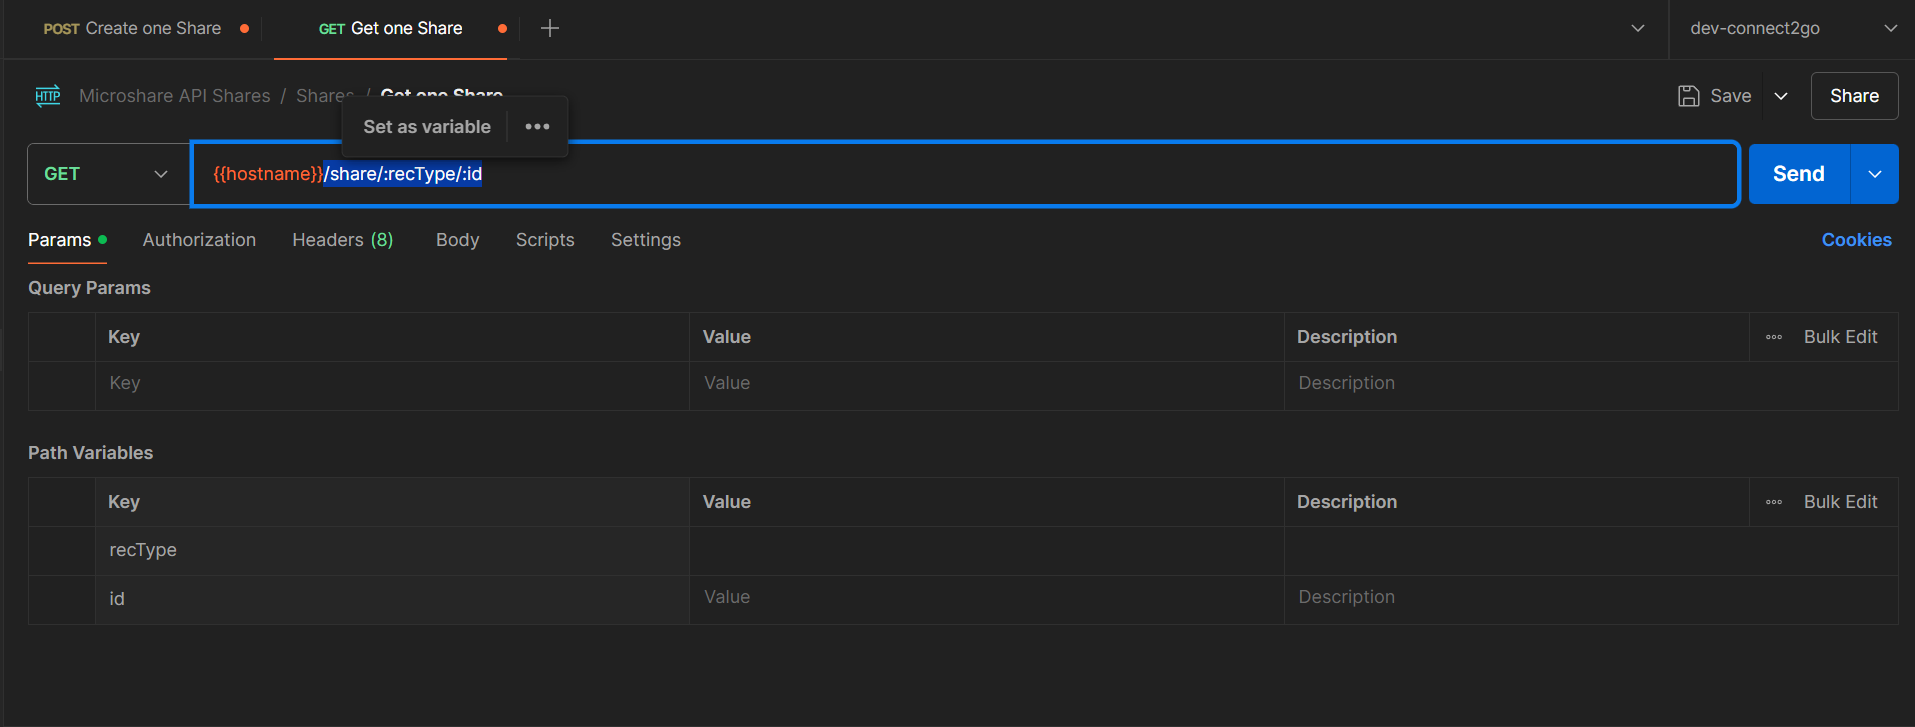 POST Create one Share GET Get one Share dev-connect2go
HTTP Microshare API Shares / Shares / Get one Share Save Share
Set as variable
GET {{hostname}}/share/:recType/:id Send
Params Authorization Headers (8) Body Scripts Settings Cookies
Query Params
Key Value Description Bulk Edit
Key Value Description
Path Variables
Key Value Description Bulk Edit
recType
id Value Description